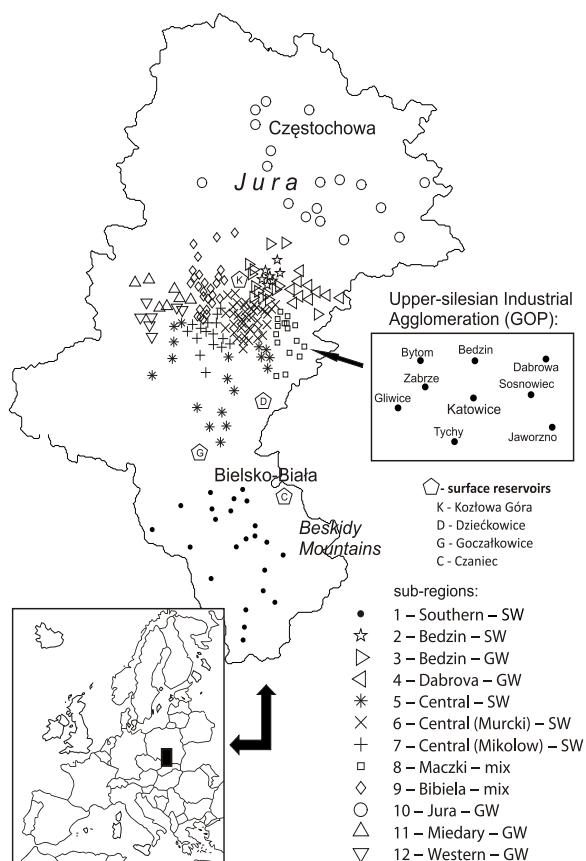 Częstochowa
Jura
K
Upper-silesian Industrial
Agglomeration (GOP):
Bytom
Bedzin
Dabrowa
Zabrze
Sosnowiec
Gliwice
Katowice
Tychy
Jaworzno
D
G
Bielsko-Biała
C
Beskidy
Mountains
- surface reservoirs
K - Kozłowa Góra
D - Dziećkowice
G - Goczałkowice
C - Czaniec
sub-regions:
1 – Southern – SW
2 – Bedzin – SW
3 – Bedzin – GW
4 – Dabrova – GW
5 – Central – SW
6 – Central (Murcki) – SW
7 – Central (Mikolow) – SW
8 – Maczki – mix
9 – Bibiela – mix
10 – Jura – GW
11 – Miedary – GW
12 – Western – GW